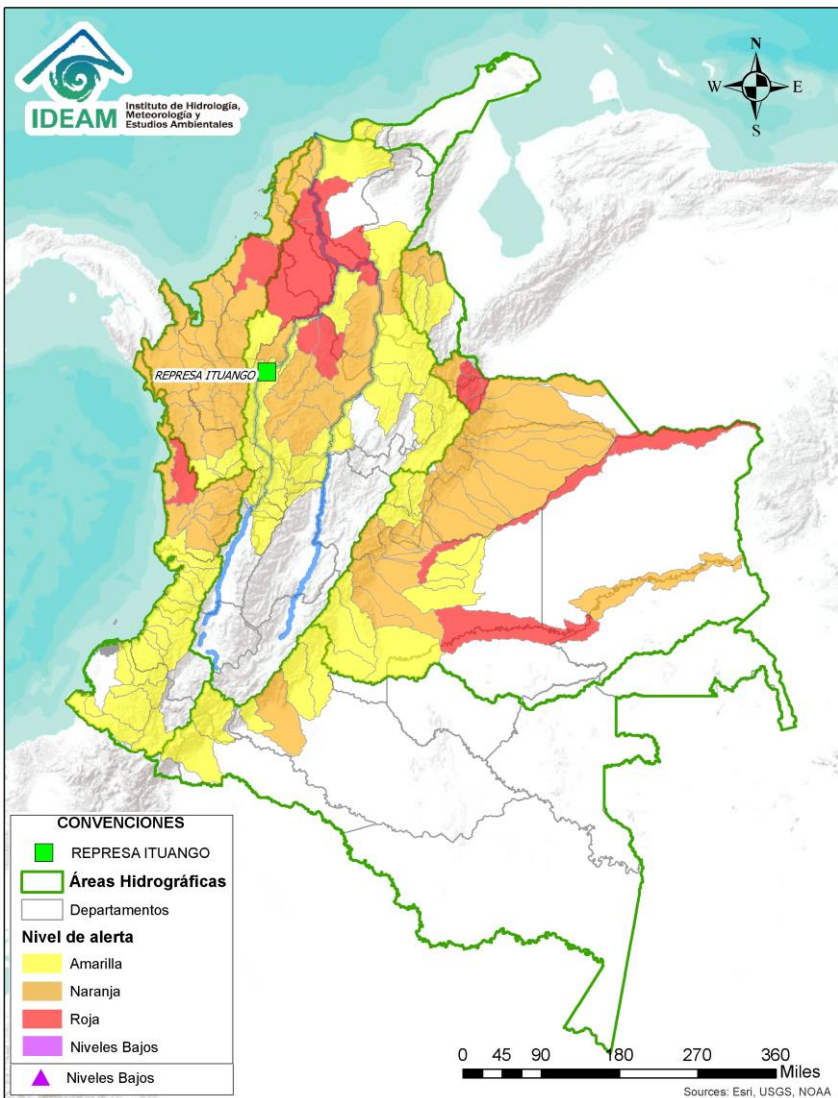 IDEAM
Instituto de Hidrología,
Meteorología y
Estudios Ambientales
N
W E
S
REPRESA ITUANGO
CONVENCIONES
REPRESA ITUANGO
Áreas Hidrográficas
Departamentos
Nivel de alerta
Amarilla
Naranja
Roja
Niveles Bajos
Niveles Bajos
0 45 90 180 270 360
Miles
Sources: Esri, USGS, NOAA